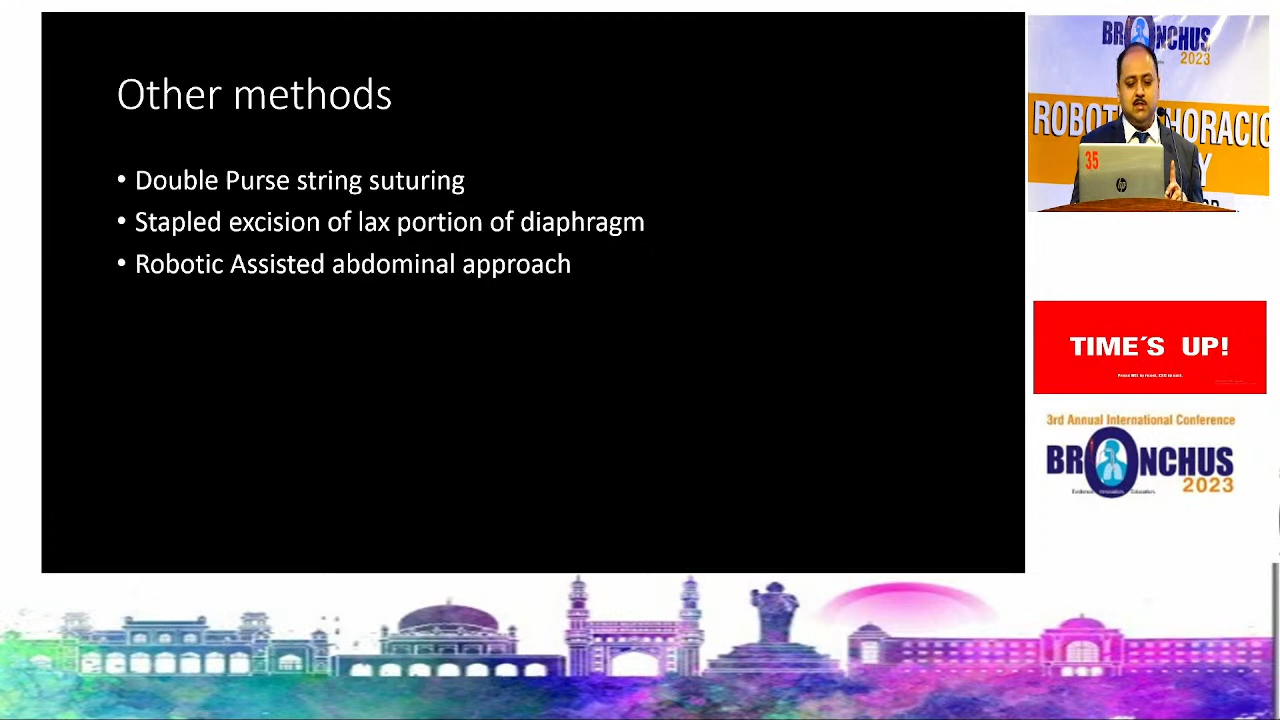 Other methods
• Double Purse string suturing
• Stapled excision of lax portion of diaphragm
• Robotic Assisted abdominal approach
BRONCHUS
2023
35
hp
TIME´S UP!
3rd Annual International Conference
BRONCHUS
2023